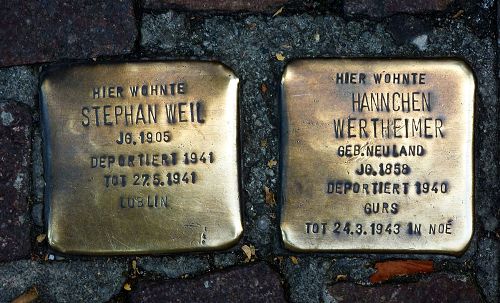 HIER WOHNTE
STEPHAN WEIL
JG. 1905
DEPORTIERT 1941
TOT 27.6.1941
LUBLIN
HIER WOHNTE
HANNCHEN
WERTHEIMER
GEB. NEULAND
JG. 1858
DEPORTIERT 1940
GURS
TOT 24.3.1943 IN NOÉ